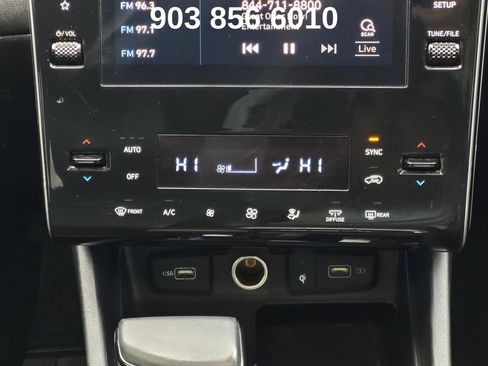 FM 96.3
844-711-8800
SETUP
903 856 6010
Entertainment
/VOL
FM 97.1
SCAN
TUNE/FILE
FM 97.7
Live
AUTO
HI
HI
SYNC
OFF
FRONT
A/C
DIFFUSE
REAR
USB